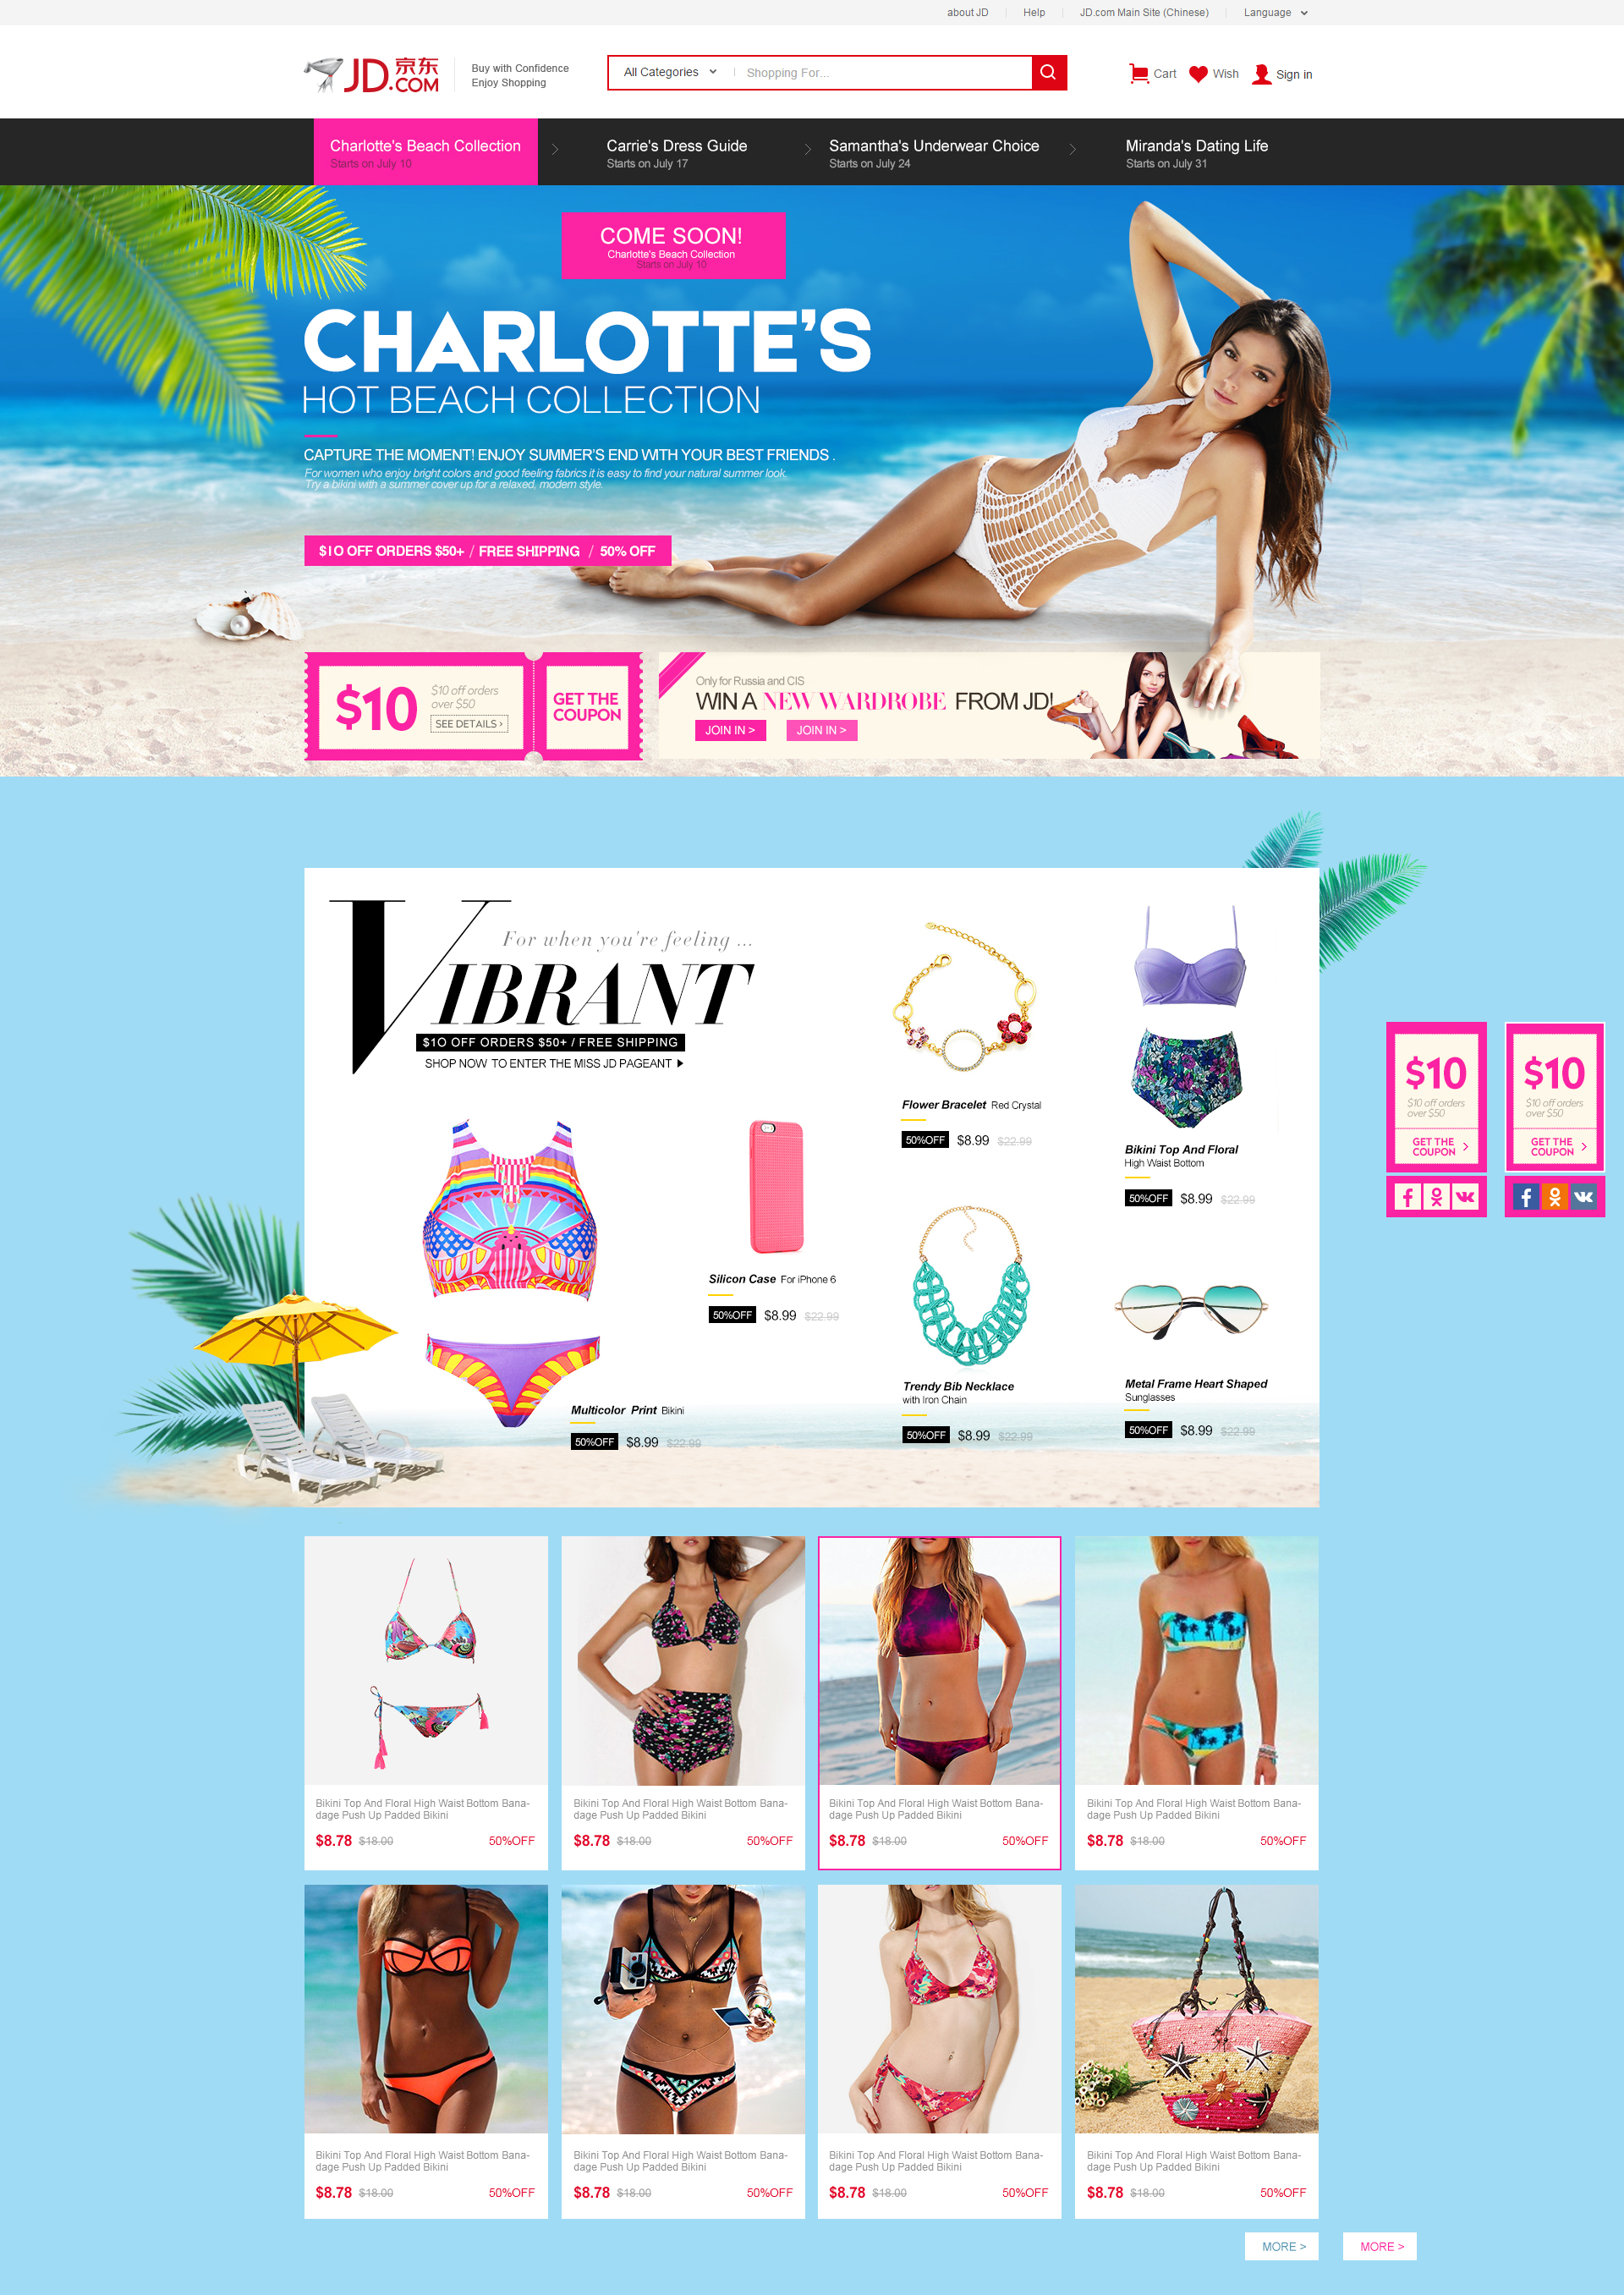 about JD
Help
JD.com Main Site (Chinese)
Language
JD.COM 京东
Buy with Confidence
Enjoy Shopping
All Categories
Shopping For...
Cart
Wish
Sign in
Charlotte's Beach Collection
Starts on July 10
Carrie's Dress Guide
Starts on July 17
Samantha's Underwear Choice
Starts on July 24
Miranda's Dating Life
Starts on July 31
COME SOON!
Charlotte's Beach Collection
Starts on July 10
CHARLOTTE'S
HOT BEACH COLLECTION
CAPTURE THE MOMENT! ENJOY SUMMER'S END WITH YOUR BEST FRIENDS .
For women who enjoy bright colors and good feeling fabrics it is easy to find your natural summer look.
Try a bikini with a summer cover up for a relaxed, modern style.
$10 OFF ORDERS $50+ / FREE SHIPPING / 50% OFF
$10
$10 off orders
over $50
SEE DETAILS >
GET THE
COUPON
Only for Russia and CIS
WIN A NEW WARDROBE FROM JD!
JOIN IN >
JOIN IN >
For when you're feeling ...
VIBRANT
$10 OFF ORDERS $50+ / FREE SHIPPING
SHOP NOW TO ENTER THE MISS JD PAGEANT
Flower Bracelet Red Crystal
50%OFF $8.99 $22.99
Bikini Top And Floral
High Waist Bottom
50%OFF $8.99 $22.99
$10
$10 off orders
over $50
GET THE
COUPON >
$10
$10 off orders
over $50
GET THE
COUPON >
Silicon Case For iPhone 6
50%OFF $8.99 $22.99
Trendy Bib Necklace
with Iron Chain
50%OFF $8.99 $22.99
Metal Frame Heart Shaped
Sunglasses
50%OFF $8.99 $22.99
Multicolor Print Bikini
50%OFF $8.99 $22.99
Bikini Top And Floral High Waist Bottom Bana-
dage Push Up Padded Bikini
$8.78 $18.00 50%OFF
Bikini Top And Floral High Waist Bottom Bana-
dage Push Up Padded Bikini
$8.78 $18.00 50%OFF
Bikini Top And Floral High Waist Bottom Bana-
dage Push Up Padded Bikini
$8.78 $18.00 50%OFF
Bikini Top And Floral High Waist Bottom Bana-
dage Push Up Padded Bikini
$8.78 $18.00 50%OFF
Bikini Top And Floral High Waist Bottom Bana-
dage Push Up Padded Bikini
$8.78 $18.00 50%OFF
Bikini Top And Floral High Waist Bottom Bana-
dage Push Up Padded Bikini
$8.78 $18.00 50%OFF
Bikini Top And Floral High Waist Bottom Bana-
dage Push Up Padded Bikini
$8.78 $18.00 50%OFF
Bikini Top And Floral High Waist Bottom Bana-
dage Push Up Padded Bikini
$8.78 $18.00 50%OFF
MORE >
MORE >